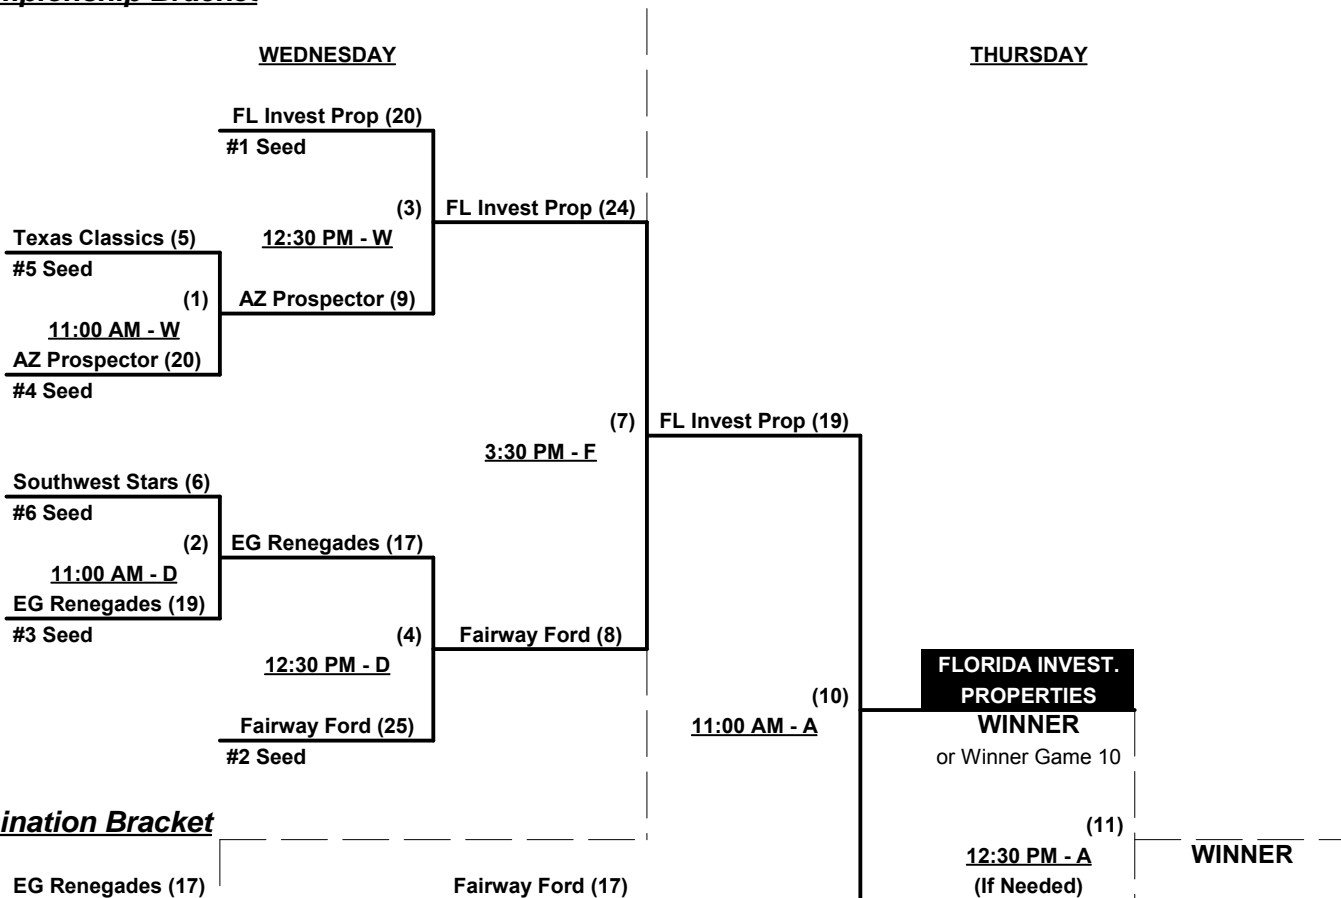 WEDNESDAY
THURSDAY
FL Invest Prop (20)
#1 Seed
(3)
FL Invest Prop (24)
12:30 PM - W
Texas Classics (5)
#5 Seed
(1)
AZ Prospector (9)
11:00 AM - W
AZ Prospector (20)
#4 Seed
(7)
FL Invest Prop (19)
3:30 PM - F
Southwest Stars (6)
#6 Seed
(2)
EG Renegades (17)
11:00 AM - D
EG Renegades (19)
#3 Seed
(4)
Fairway Ford (8)
12:30 PM - D
FLORIDA INVEST.
PROPERTIES
(10)
11:00 AM - A
WINNER
or Winner Game 10
Fairway Ford (25)
#2 Seed
ination Bracket
(11)
12:30 PM - A
(If Needed)
WINNER
EG Renegades (17)
Fairway Ford (17)